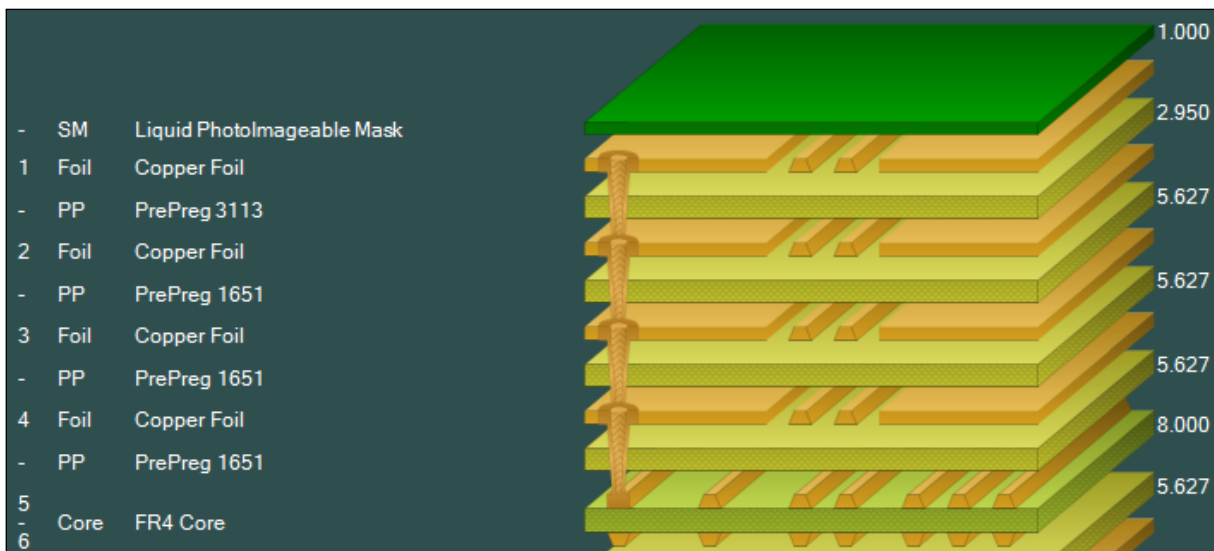 1.000
2.950
- SM Liquid PhotoImageable Mask
1 Foil Copper Foil
5.627
- PP PrePreg 3113
2 Foil Copper Foil
5.627
- PP PrePreg 1651
3 Foil Copper Foil
5.627
- PP PrePreg 1651
4 Foil Copper Foil
8.000
- PP PrePreg 1651
5.627
5
- Core FR4 Core
6